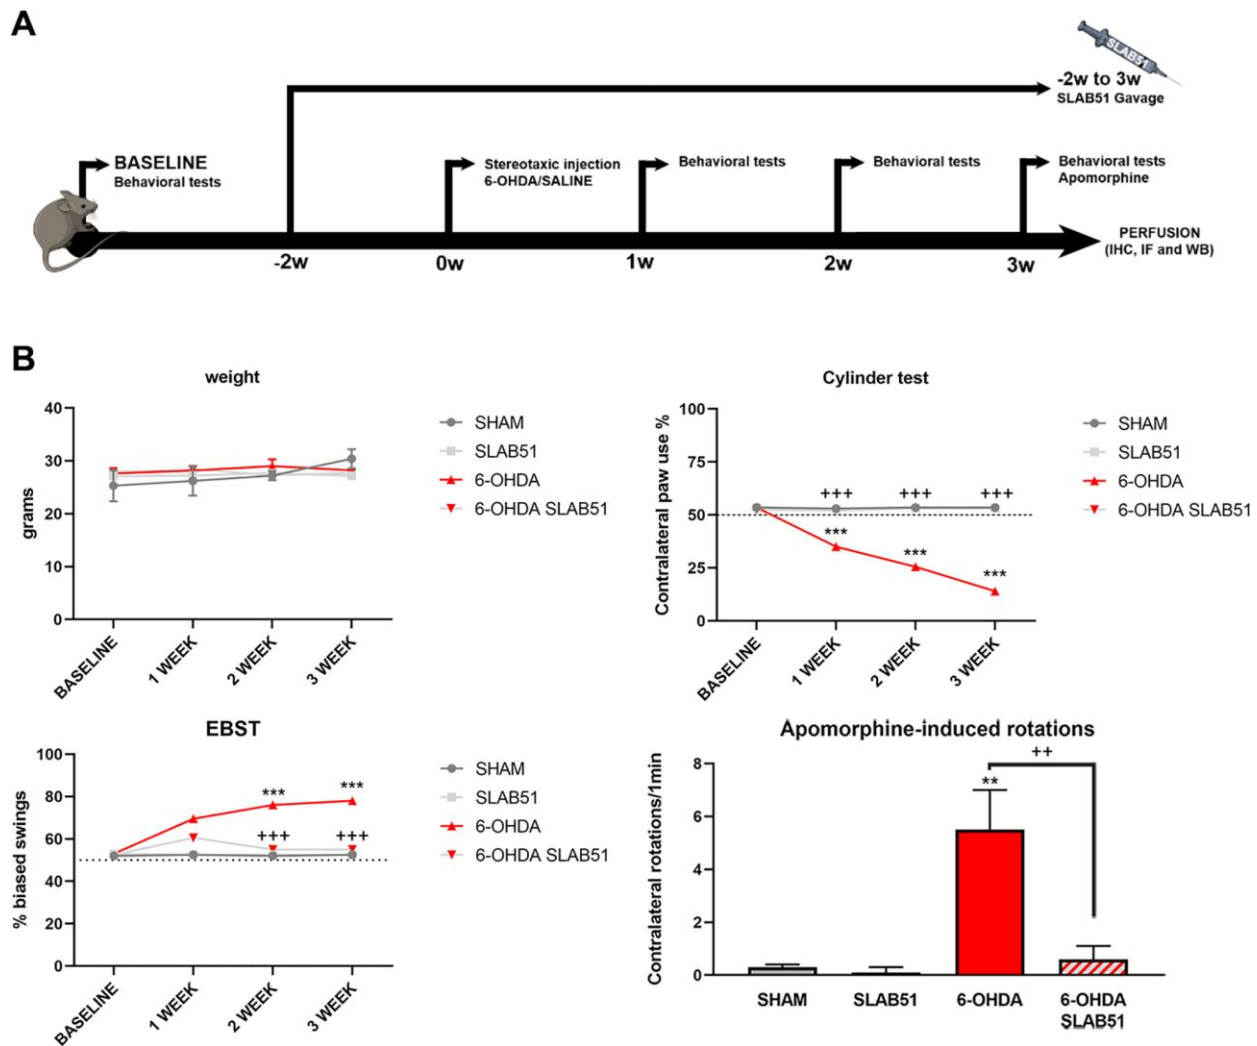 A
SLAB51
-2w to 3w
SLAB51 Gavage
BASELINE
Behavioral tests
Stereotaxic injection
6-OHDA/SALINE
Behavioral tests
Behavioral tests
Behavioral tests
Apomorphine
PERFUSION
(IHC, IF and WB)
-2w
0w
1w
2w
3w
B
weight
40
30
20
10
0
grams
BASELINE
1 WEEK
2 WEEK
3 WEEK
SHAM
SLAB51
6-OHDA
6-OHDA SLAB51
Cylinder test
100
75
50
25
0
Contralateral paw use %
+++
+++
+++
***
***
***
BASELINE
1 WEEK
2 WEEK
3 WEEK
SHAM
SLAB51
6-OHDA
6-OHDA SLAB51
EBST
100
80
60
40
20
0
% biased swings
***
***
+++
+++
BASELINE
1 WEEK
2 WEEK
3 WEEK
SHAM
SLAB51
6-OHDA
6-OHDA SLAB51
Apomorphine-induced rotations
8
6
4
2
0
Contralateral rotations/1min
++
**
SHAM
SLAB51
6-OHDA
6-OHDA
SLAB51